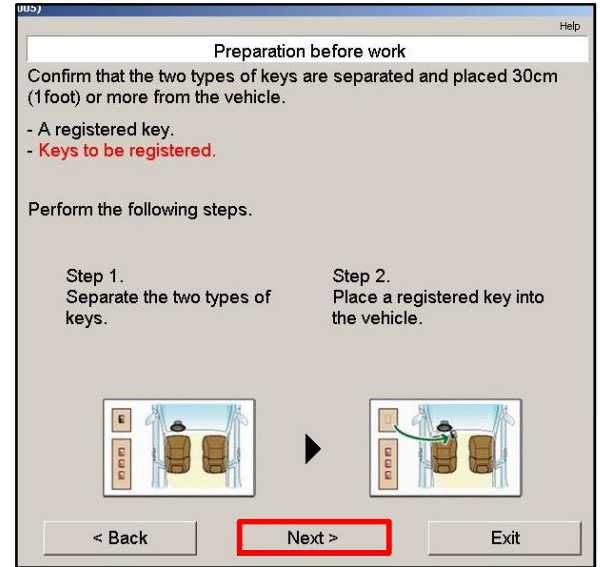 005)
Help
Preparation before work
Confirm that the two types of keys are separated and placed 30cm
(1foot) or more from the vehicle.
- A registered key.
- Keys to be registered.
Perform the following steps.
Step 1.
Separate the two types of
keys.
Step 2.
Place a registered key into
the vehicle.
< Back
Next >
Exit